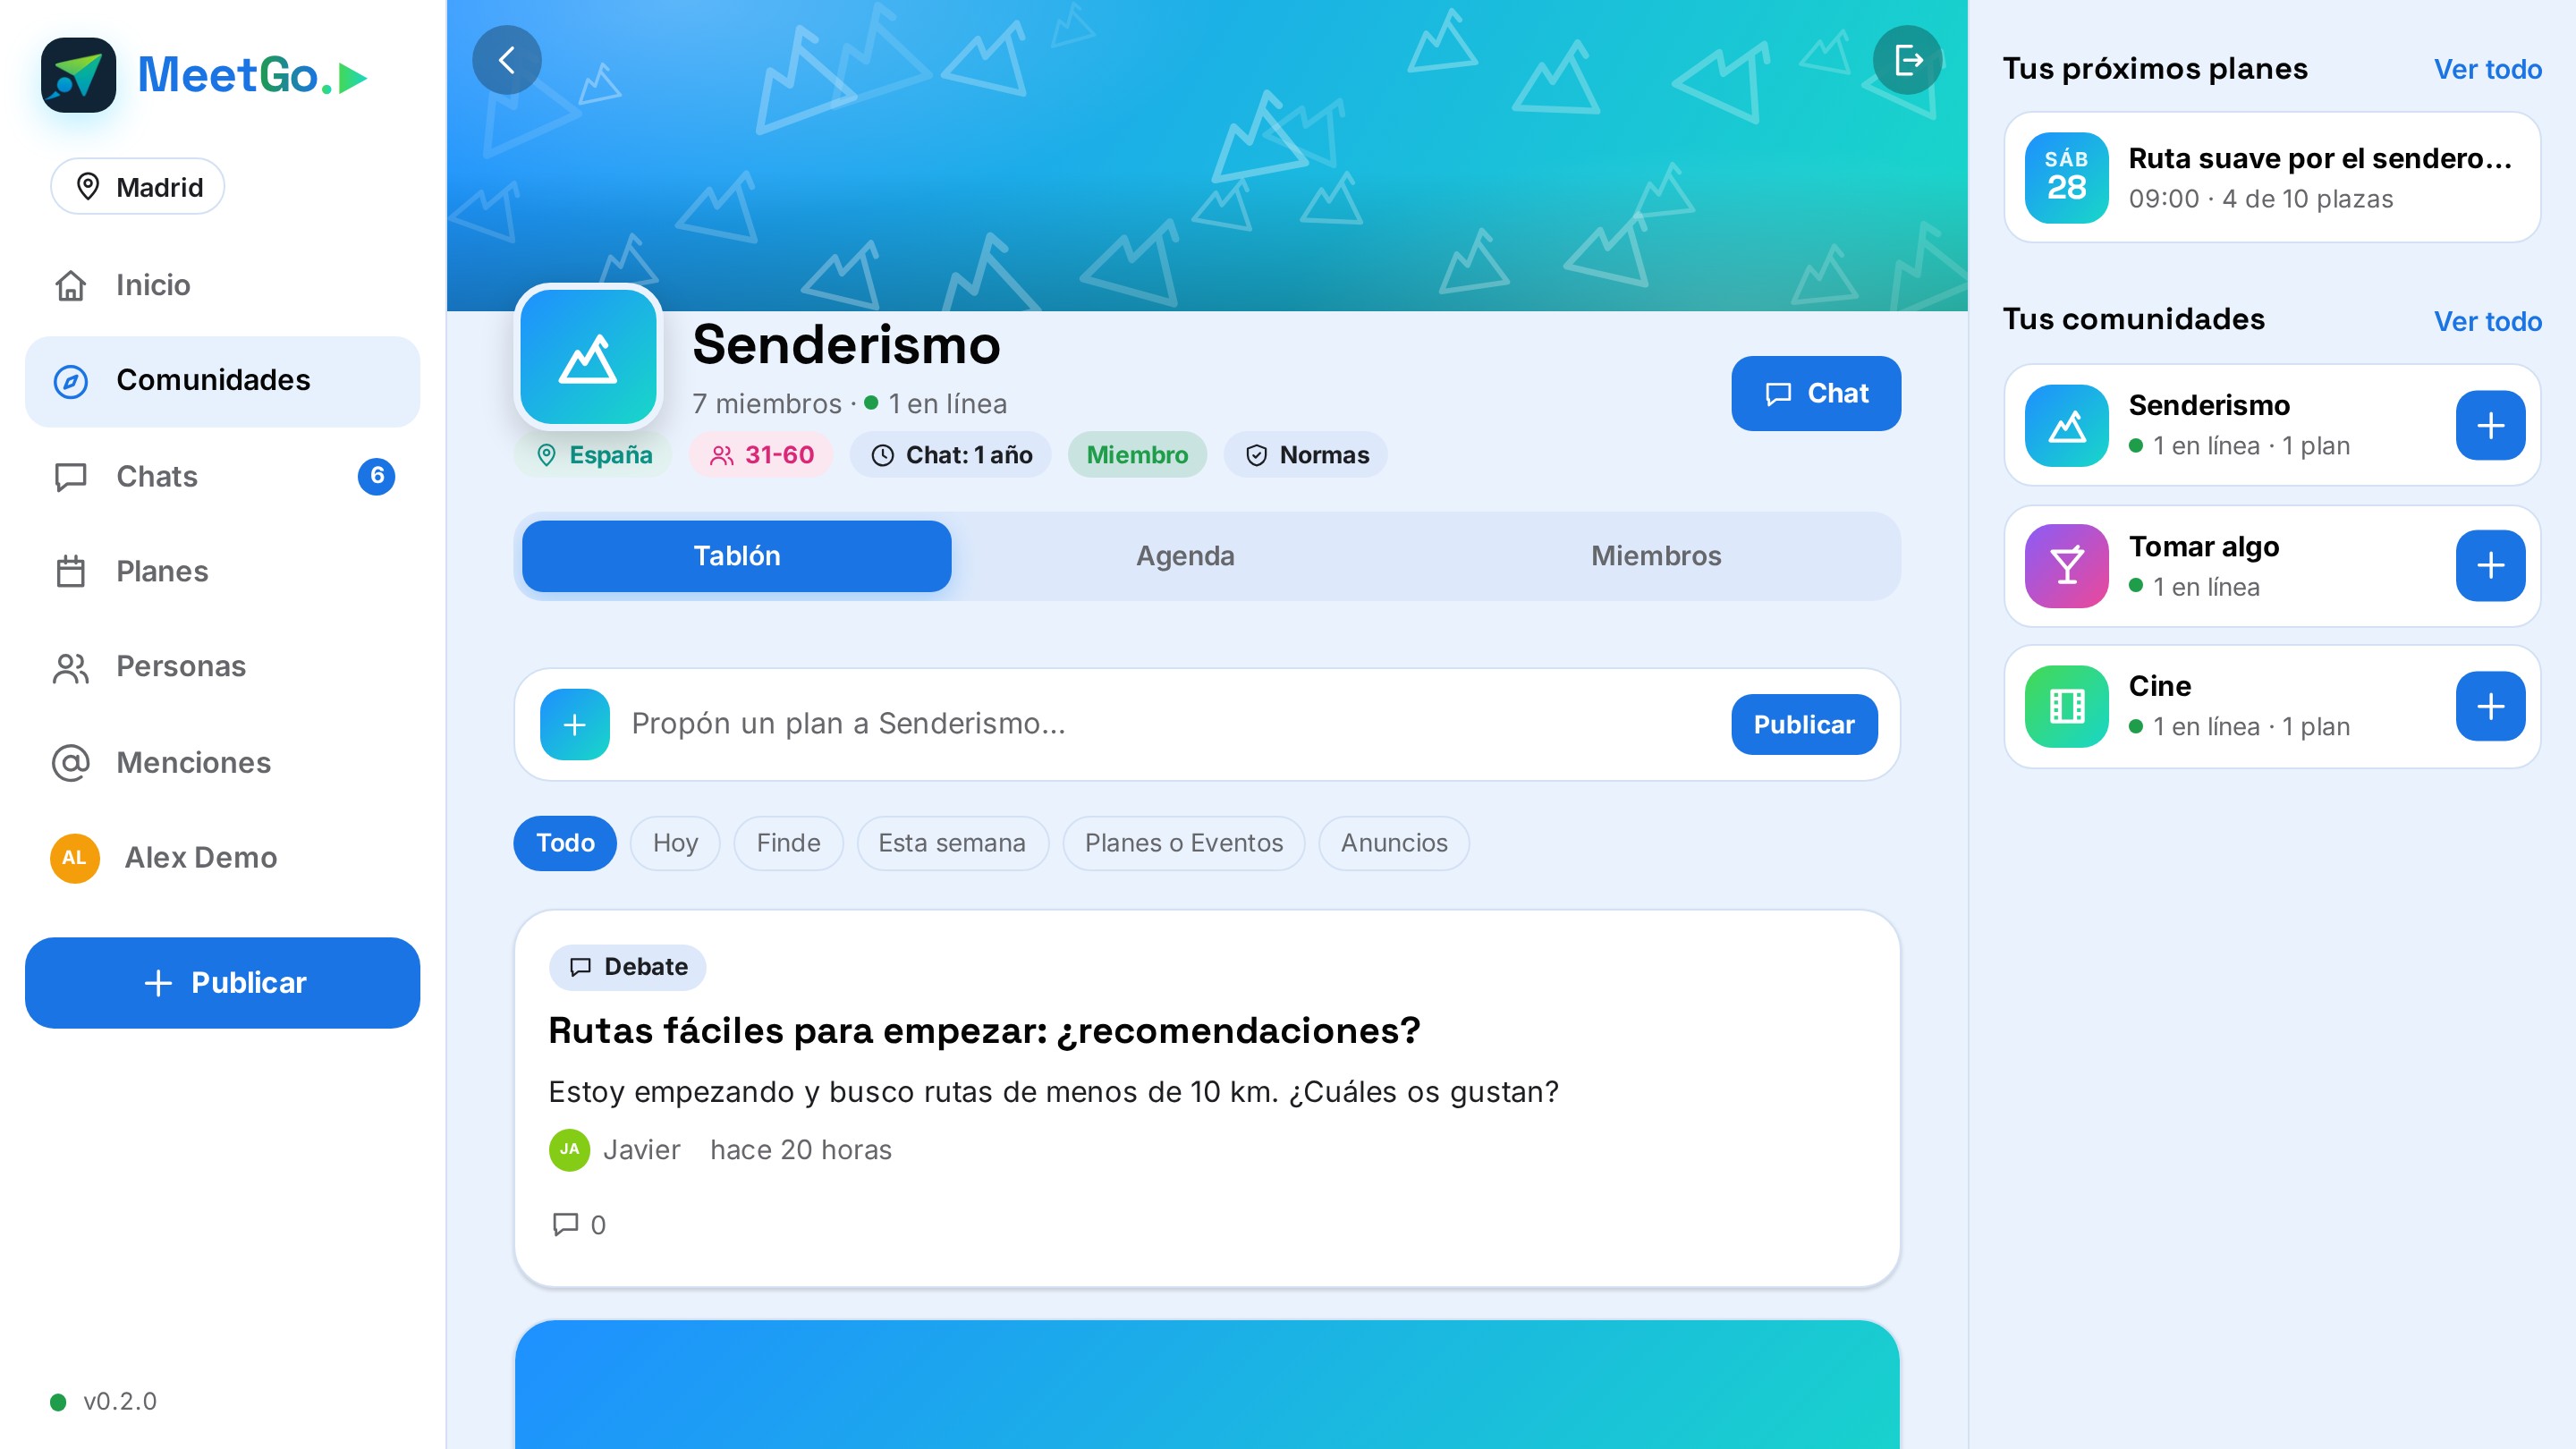 MeetGo.
Madrid
Inicio
Comunidades
Chats
6
Planes
Personas
Menciones
AL
Alex Demo
Publicar
v0.2.0
Senderismo
7 miembros · 1 en línea
Chat
España
31-60
Chat: 1 año
Miembro
Normas
Tablón
Agenda
Miembros
Propón un plan a Senderismo...
Publicar
Todo
Hoy
Finde
Esta semana
Planes o Eventos
Anuncios
Debate
Rutas fáciles para empezar: ¿recomendaciones?
Estoy empezando y busco rutas de menos de 10 km. ¿Cuáles os gustan?
JA
Javier hace 20 horas
0
Tus próximos planes
Ver todo
SÁB
28
Ruta suave por el sendero...
09:00 · 4 de 10 plazas
Tus comunidades
Ver todo
Senderismo
1 en línea · 1 plan
Tomar algo
1 en línea
Cine
1 en línea · 1 plan